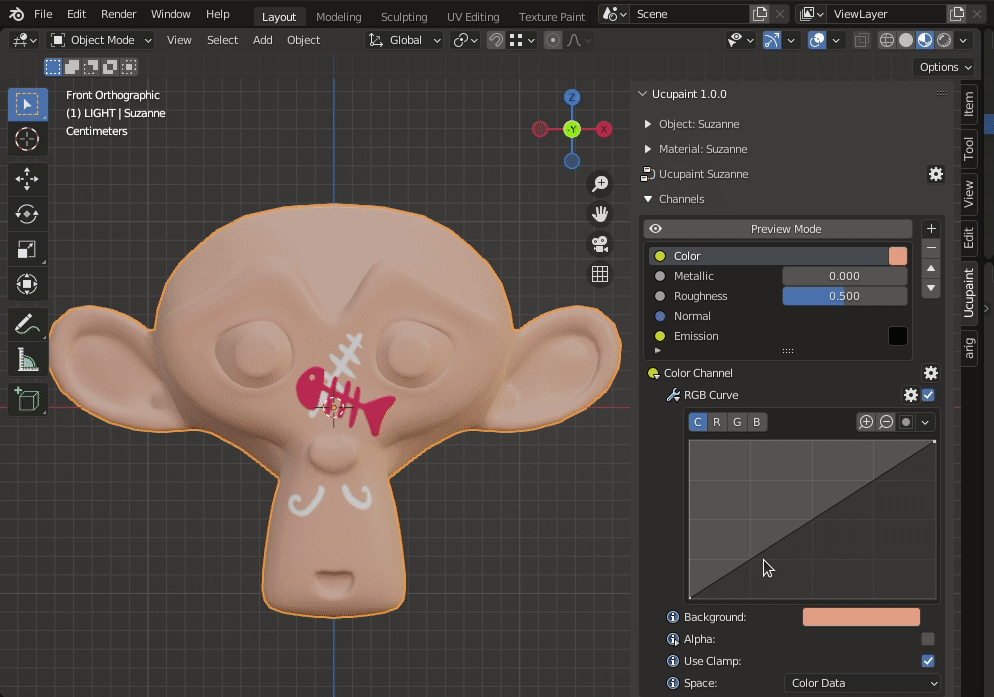 File Edit Render Window Help Layout Modeling Sculpting UV Editing Texture Paint Scene ViewLayer
Object Mode View Select Add Object Global
Options
Front Orthographic
(1) LIGHT | Suzanne
Centimeters
Z
Y
X
Ucupaint 1.0.0
Object: Suzanne
Material: Suzanne
Ucupaint Suzanne
Channels
Preview Mode
Color
Metallic 0.000
Roughness 0.500
Normal
Emission
Color Channel
RGB Curve
C R G B
Background:
Alpha:
Use Clamp:
Space: Color Data
Item
Tool
View
Edit
Ucupaint
arig